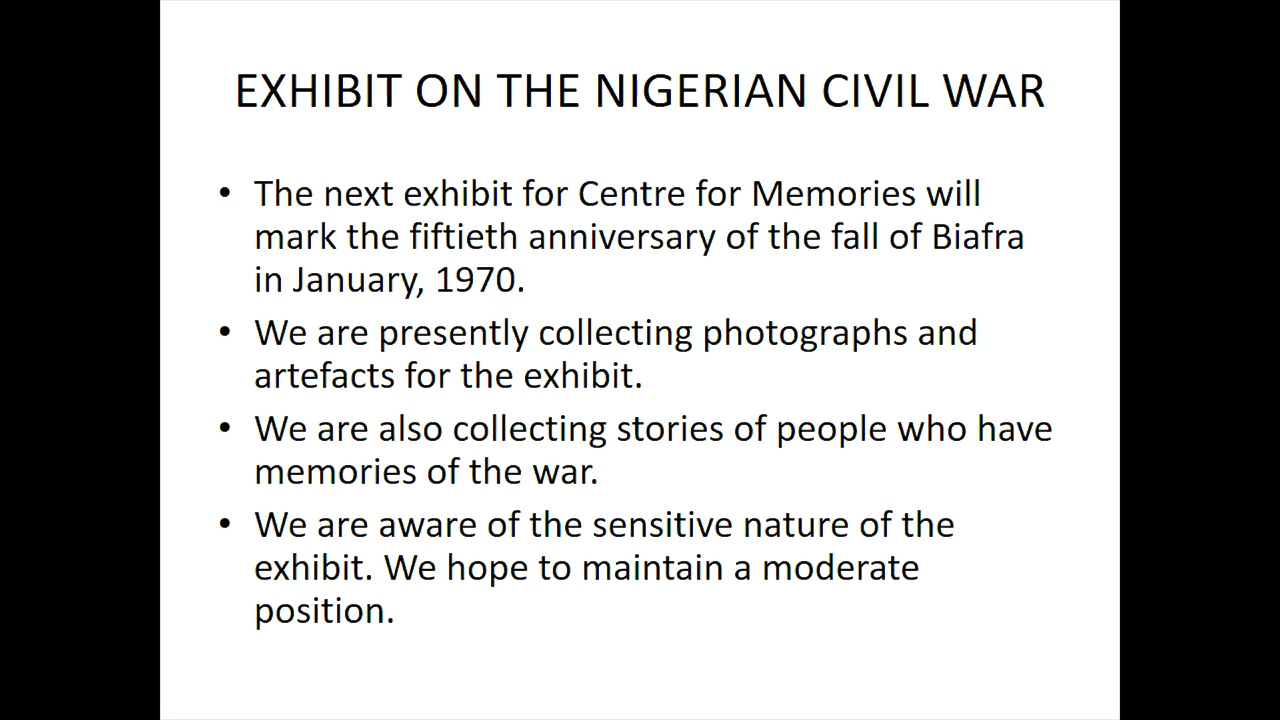 EXHIBIT ON THE NIGERIAN CIVIL WAR
• The next exhibit for Centre for Memories will
mark the fiftieth anniversary of the fall of Biafra
in January, 1970.
• We are presently collecting photographs and
artefacts for the exhibit.
• We are also collecting stories of people who have
memories of the war.
• We are aware of the sensitive nature of the
exhibit. We hope to maintain a moderate
position.